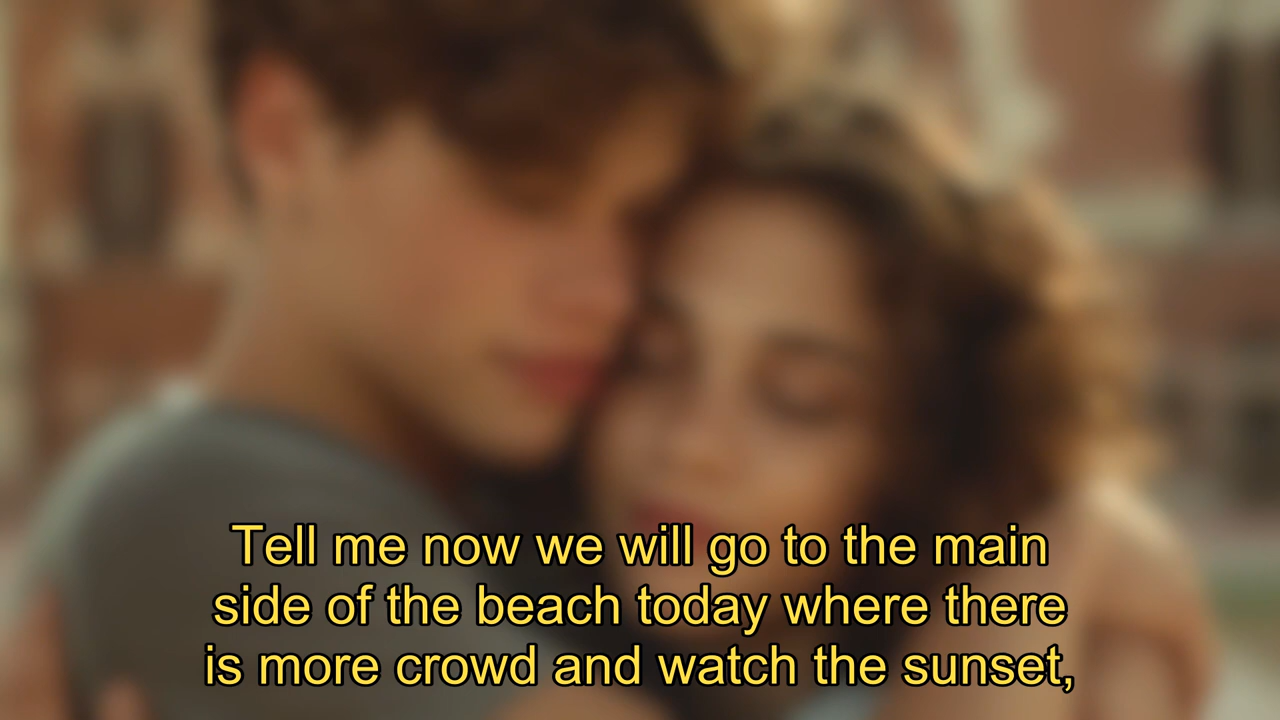 Tell me now we will go to the main
side of the beach today where there
is more crowd and watch the sunset,